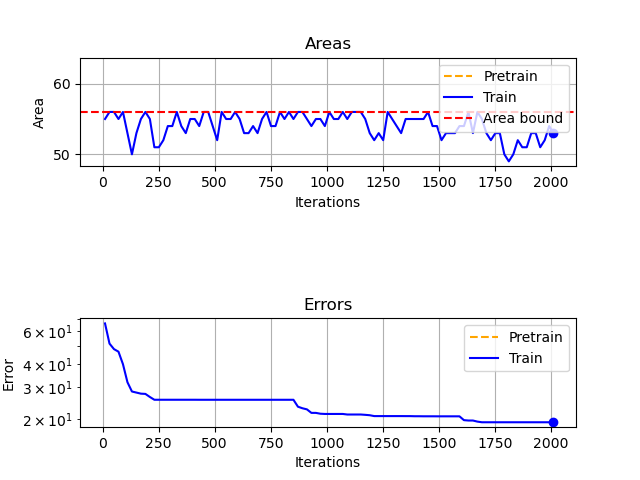 Areas
Pretrain
Train
Area bound
60
50
Area
0 250 500 750 1000 1250 1500 1750 2000
Iterations
Errors
Pretrain
Train
6 × 10¹
4 × 10¹
3 × 10¹
2 × 10¹
Error
0 250 500 750 1000 1250 1500 1750 2000
Iterations